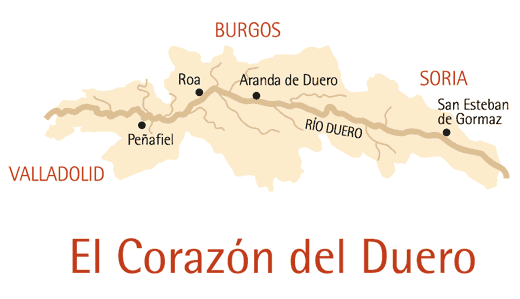 BURGOS
Roa
Aranda de Duero
SORIA
San Esteban
de Gormaz
RÍO DUERO
Peñafiel
VALLADOLID
El Corazón del Duero